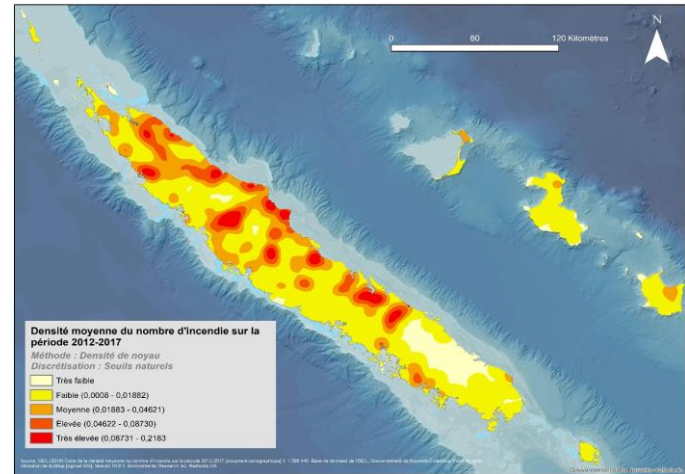 N
0 60 120 Kilomètres
Densité moyenne du nombre d'incendie sur la
période 2012-2017
Méthode : Densité de noyau
Discrétisation : Seuils naturels
Très faible
Faible (0,0008 - 0,01882)
Moyenne (0,01883 - 0,04621)
Elevée (0,04622 - 0,08730)
Très élevée (0,08731 - 0,2183)